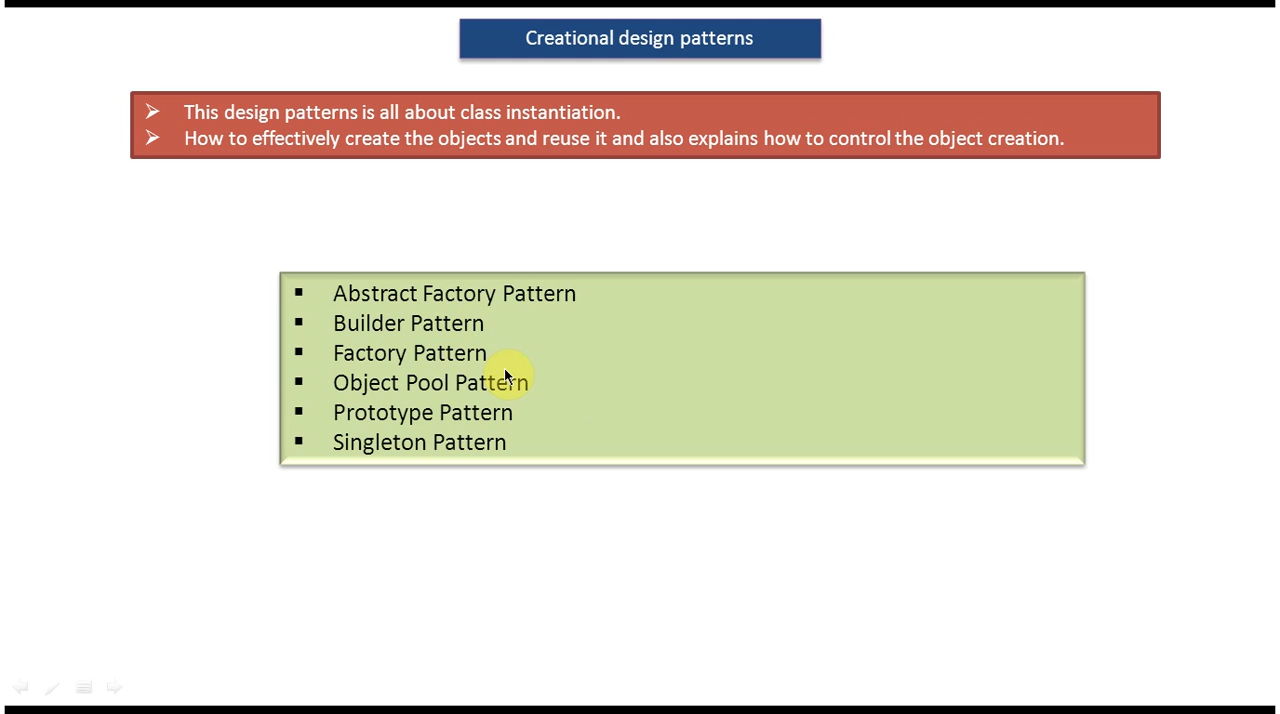 Creational design patterns
This design patterns is all about class instantiation.
How to effectively create the objects and reuse it and also explains how to control the object creation.
Abstract Factory Pattern
Builder Pattern
Factory Pattern
Object Pool Pattern
Prototype Pattern
Singleton Pattern